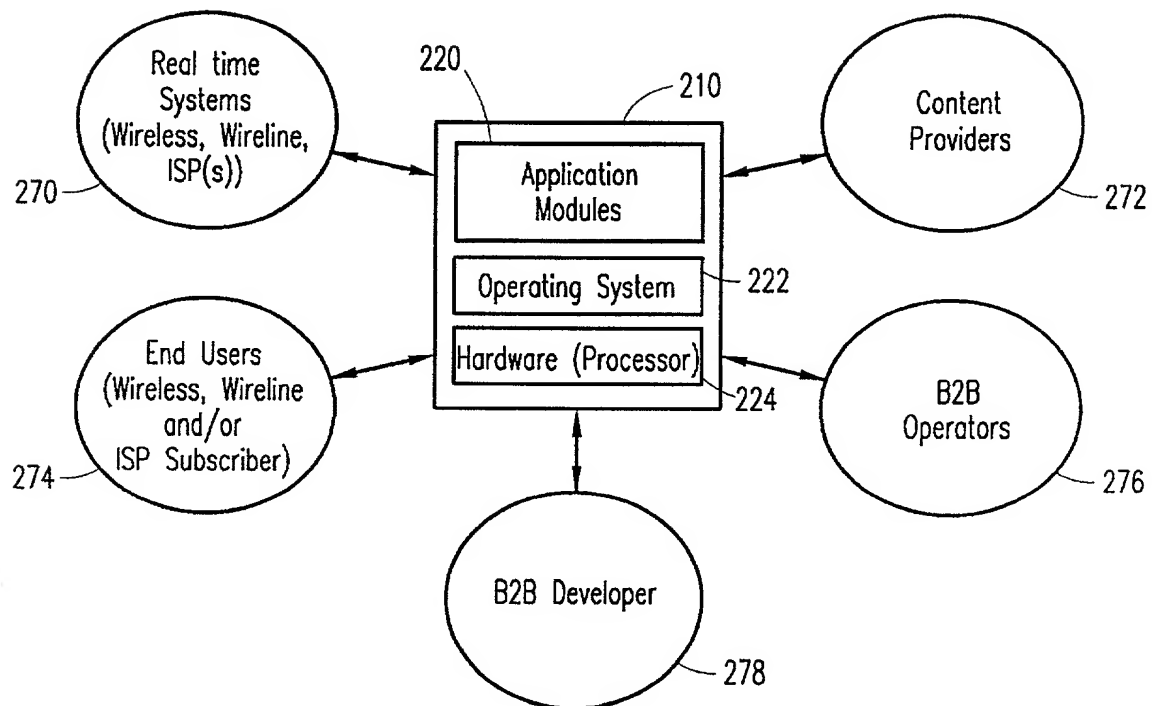 220
210
Real time
Systems
(Wireless, Wireline,
ISP(s))
270
Application
Modules
Content
Providers
272
Operating System
222
Hardware (Processor)
224
End Users
(Wireless, Wireline
and/or
ISP Subscriber)
274
B2B
Operators
276
B2B Developer
278